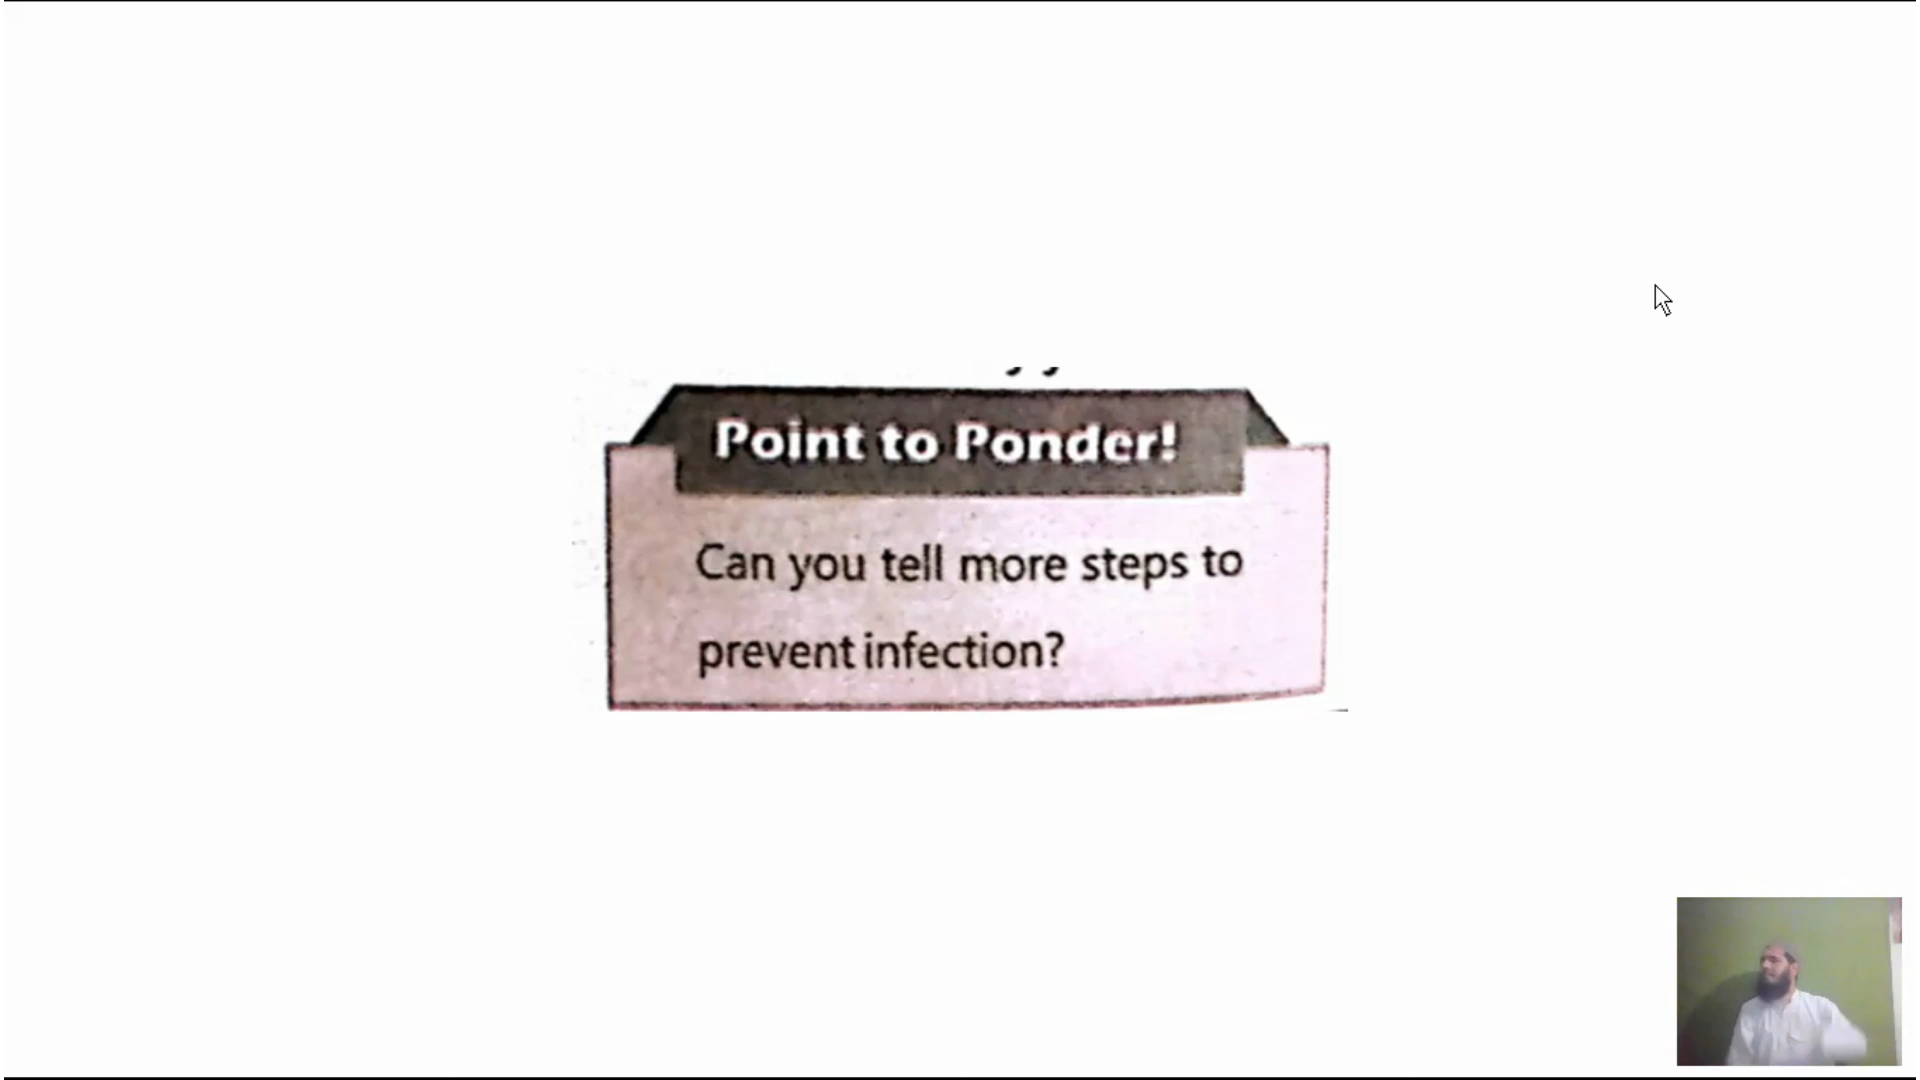 Point to Ponder!
Can you tell more steps to
prevent infection?